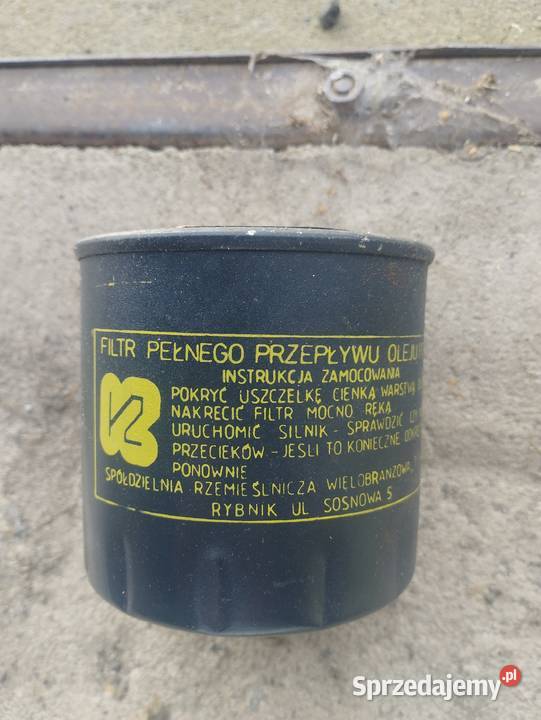 FILTR PEŁNEGO PRZEPŁYWU OLEJU
INSTRUKCJA ZAMOCOWANIA
POKRYĆ USZCZELKĘ CIENKĄ WARSTWĄ
NAKRĘCIĆ FILTR MOCNO RĘKĄ
URUCHOMIĆ SILNIK - SPRAWDZIĆ CZY
PRZECIEKÓW - JEŚLI TO KONIECZNE
PONOWNIE
SPÓŁDZIELNIA RZEMIEŚLNICZA WIELOBRANŻOWA
RYBNIK UL SOSNOWA 5
Sprzedajemy.pl